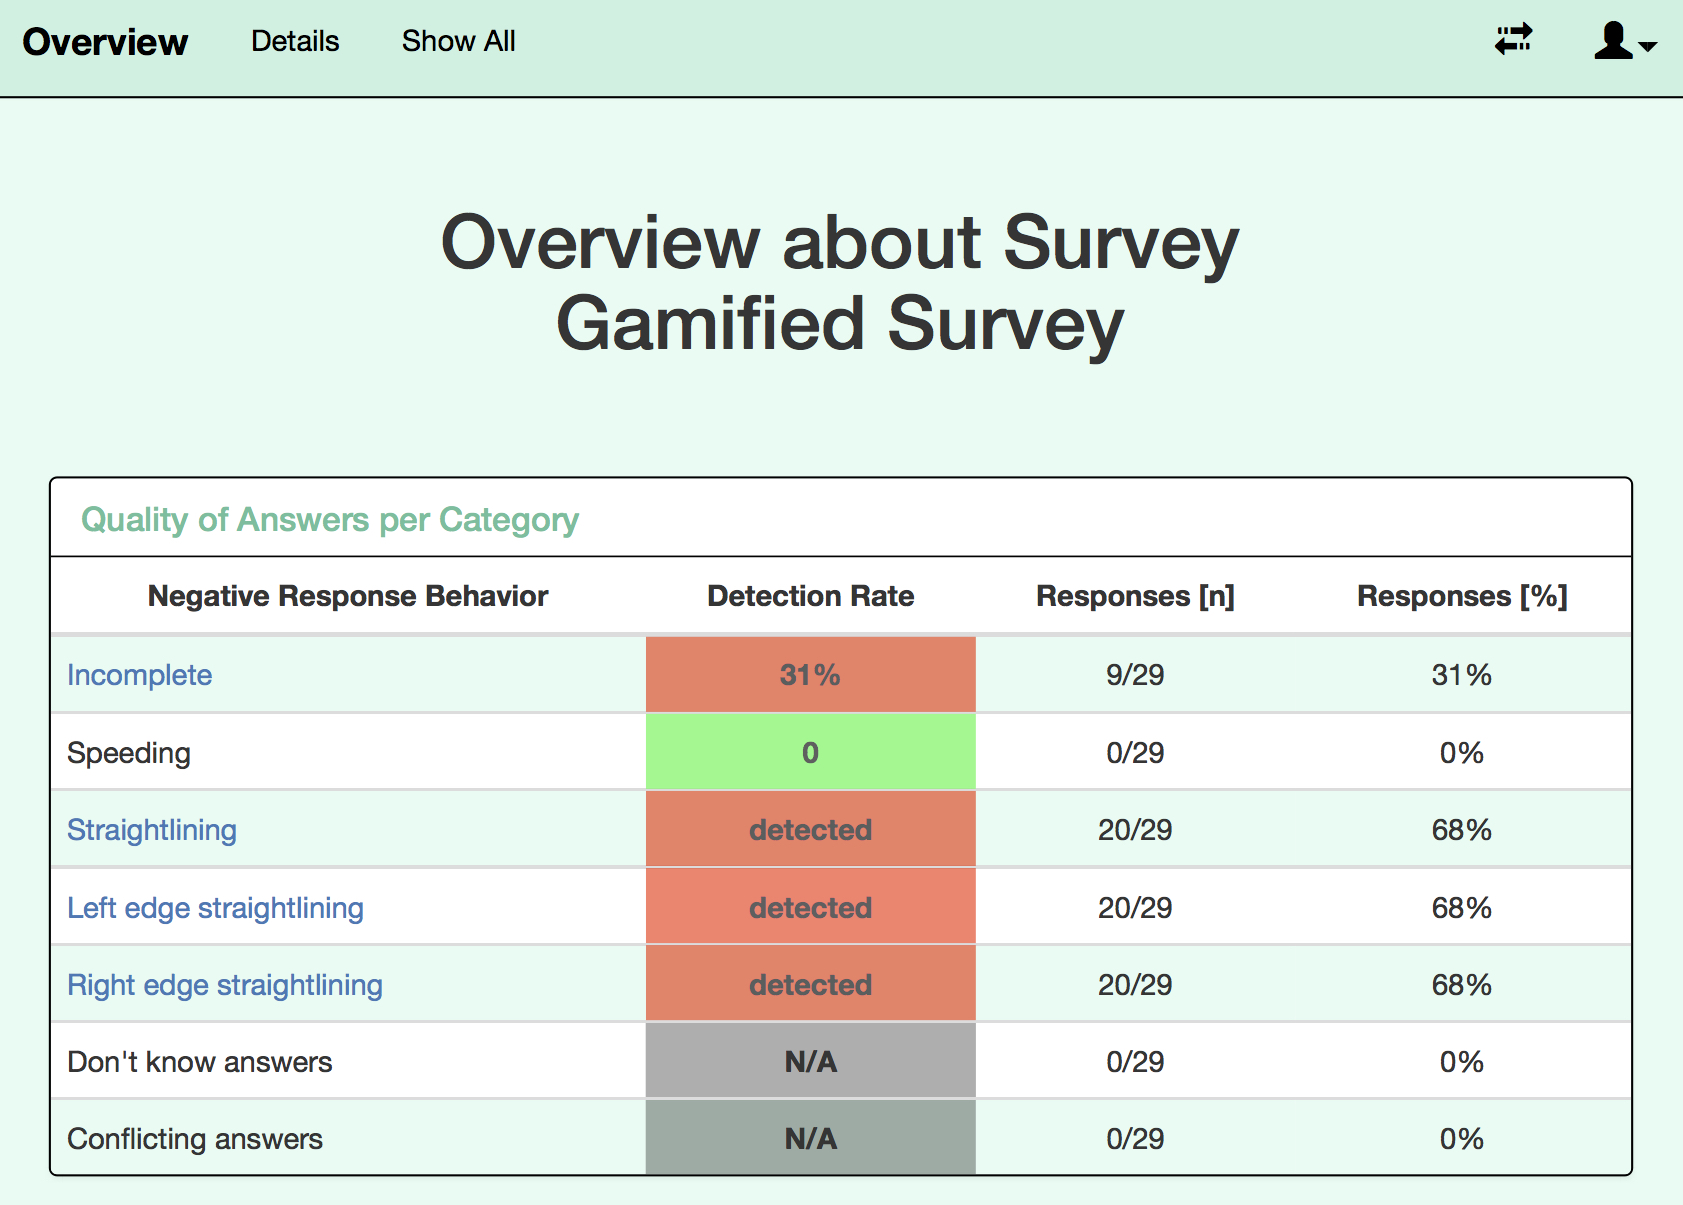 Overview Details Show All
Overview about Survey
Gamified Survey
Quality of Answers per Category
Negative Response Behavior Detection Rate Responses [n] Responses [%]
Incomplete 31% 9/29 31%
Speeding 0 0/29 0%
Straightlining detected 20/29 68%
Left edge straightlining detected 20/29 68%
Right edge straightlining detected 20/29 68%
Don't know answers N/A 0/29 0%
Conflicting answers N/A 0/29 0%